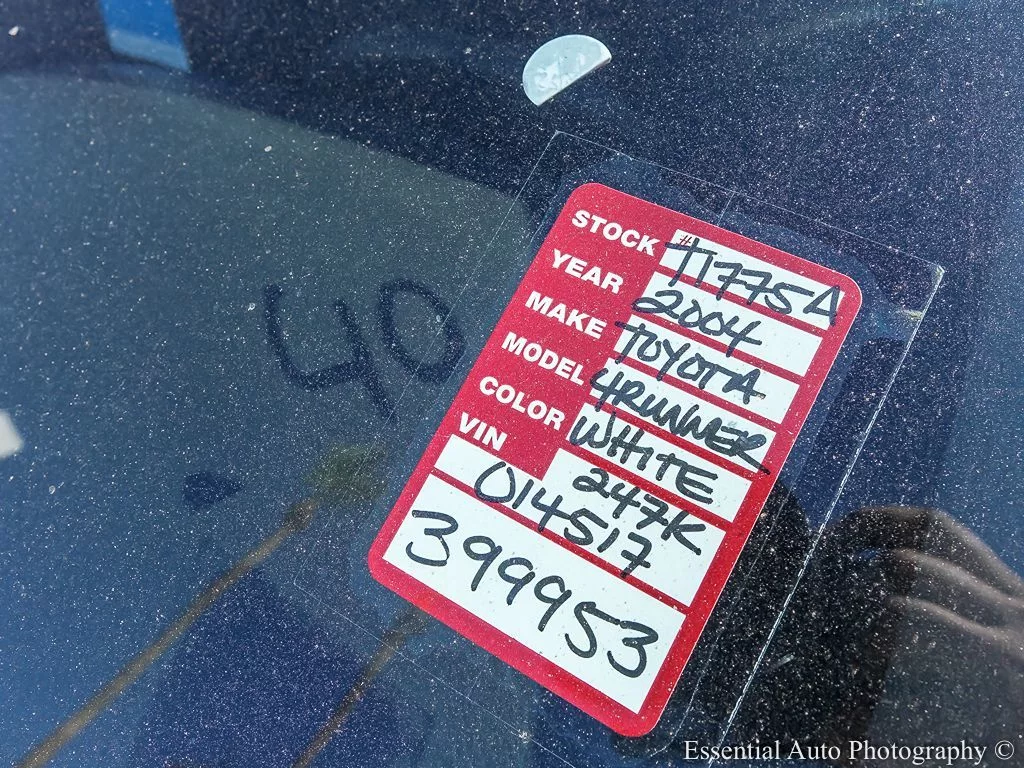 40
STOCK # T1775A
YEAR 2004
MAKE TOYOTA
MODEL 4RUNNER
COLOR WHITE
VIN 247K
014517
399953
Essential Auto Photography ©